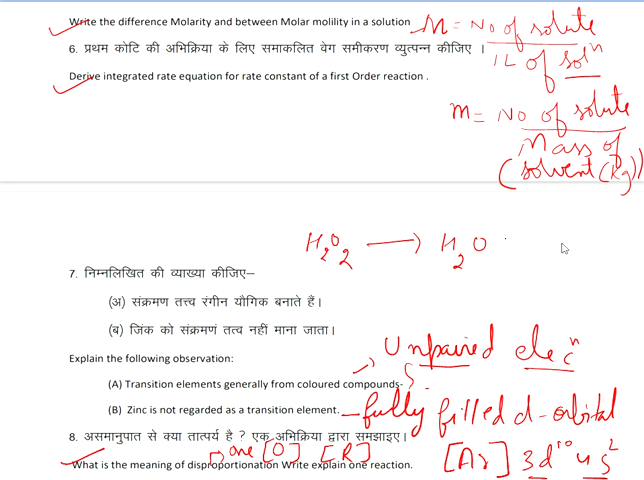 Write the difference Molarity and between Molar molility in a solution
M = No of solute
1L of solⁿ
6. प्रथम कोटि की अभिक्रिया के लिए समाकलित वेग समीकरण व्युत्पन्न कीजिए ।
Derive integrated rate equation for rate constant of a first Order reaction .
m = No of solute
Mass of
(solvent (kg))
H₂O₂ ⟶ H₂O
7. निम्नलिखित की व्याख्या कीजिए–
(अ) संक्रमण तत्त्व रंगीन यौगिक बनाते हैं।
(ब) जिंक को संक्रमणं तत्व नहीं माना जाता।
Explain the following observation:
Unpaired elecⁿ
(A) Transition elements generally from coloured compounds-
(B) Zinc is not regarded as a transition element.
fully filled d-orbital
8. असमानुपात से क्या तात्पर्य है ? एक अभिक्रिया द्वारा समझाइए।
one [O] [R]
[Ar] 3d¹⁰ 4s²
What is the meaning of disproportionation Write explain one reaction.